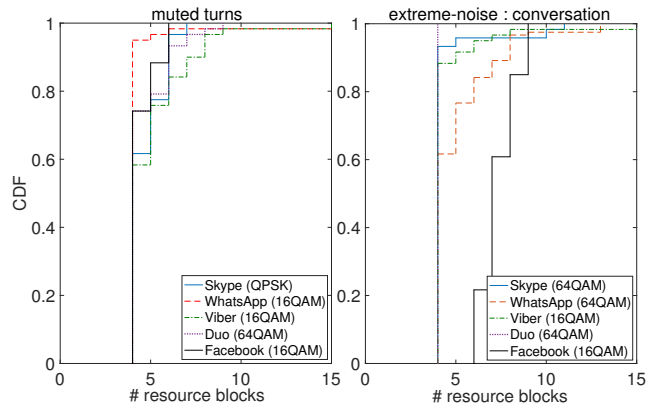 muted turns
extreme-noise : conversation
CDF
1
0.8
0.6
0.4
0.2
0
0
5
10
15
# resource blocks
Skype (QPSK)
WhatsApp (16QAM)
Viber (16QAM)
Duo (64QAM)
Facebook (16QAM)
1
0.8
0.6
0.4
0.2
0
0
5
10
15
# resource blocks
Skype (64QAM)
WhatsApp (64QAM)
Viber (16QAM)
Duo (64QAM)
Facebook (16QAM)